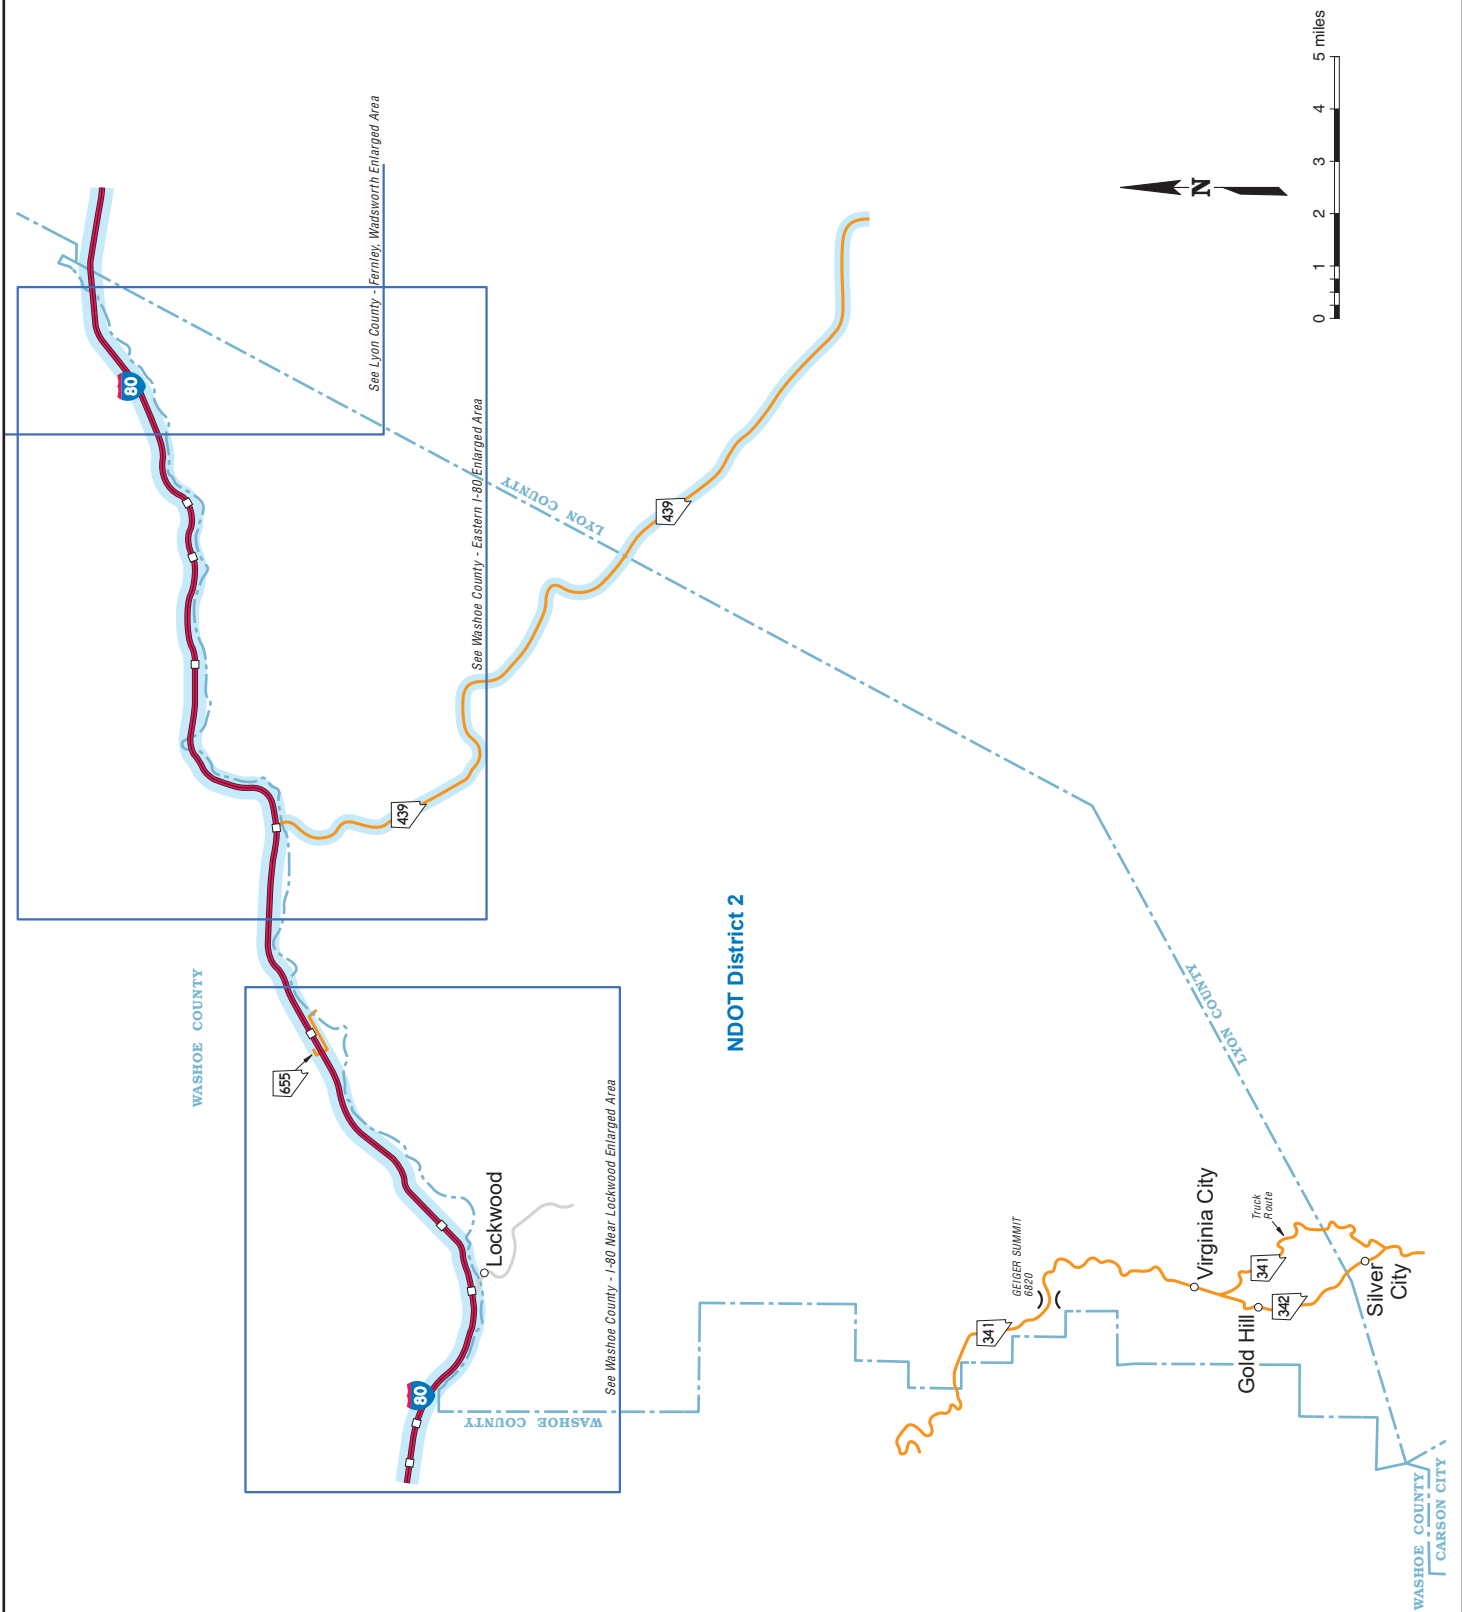 See Lyon County - Fernley, Wadsworth Enlarged Area
80
See Washoe County - Eastern I-80 Enlarged Area
LYON COUNTY
439
439
WASHOE COUNTY
655
See Washoe County - I-80 Near Lockwood Enlarged Area
Lockwood
80
WASHOE COUNTY
NDOT District 2
GEIGER SUMMIT
6820
341
Virginia City
Truck
Route
341
342
Gold Hill
Silver
City
LYON COUNTY
WASHOE COUNTY
CARSON CITY
N
0 1 2 3 4 5 miles